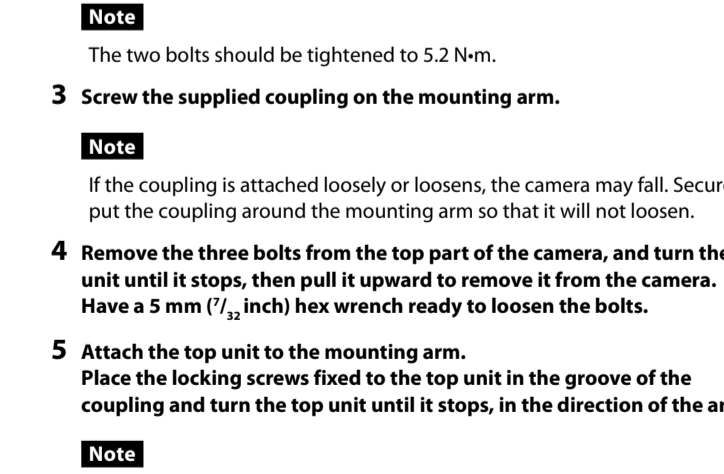 Note
The two bolts should be tightened to 5.2 N•m.
3 Screw the supplied coupling on the mounting arm.
Note
If the coupling is attached loosely or loosens, the camera may fall.
put the coupling around the mounting arm so that it will not loosen.
4 Remove the three bolts from the top part of the camera, and turn
unit until it stops, then pull it upward to remove it from the camera.
Have a 5 mm (7/32 inch) hex wrench ready to loosen the bolts.
5 Attach the top unit to the mounting arm.
Place the locking screws fixed to the top unit in the groove of the
coupling and turn the top unit until it stops, in the direction of the
Note